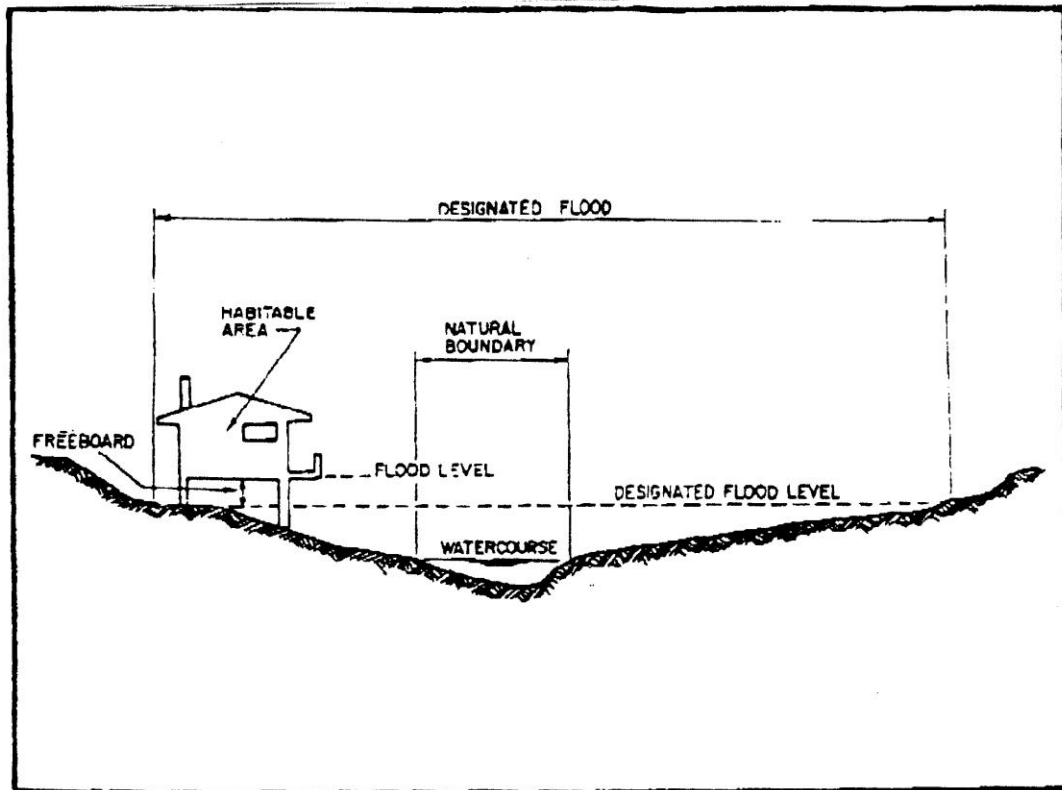 DESIGNATED FLOOD
HABITABLE
AREA
NATURAL
BOUNDARY
FREEBOARD
FLOOD LEVEL
DESIGNATED FLOOD LEVEL
WATERCOURSE